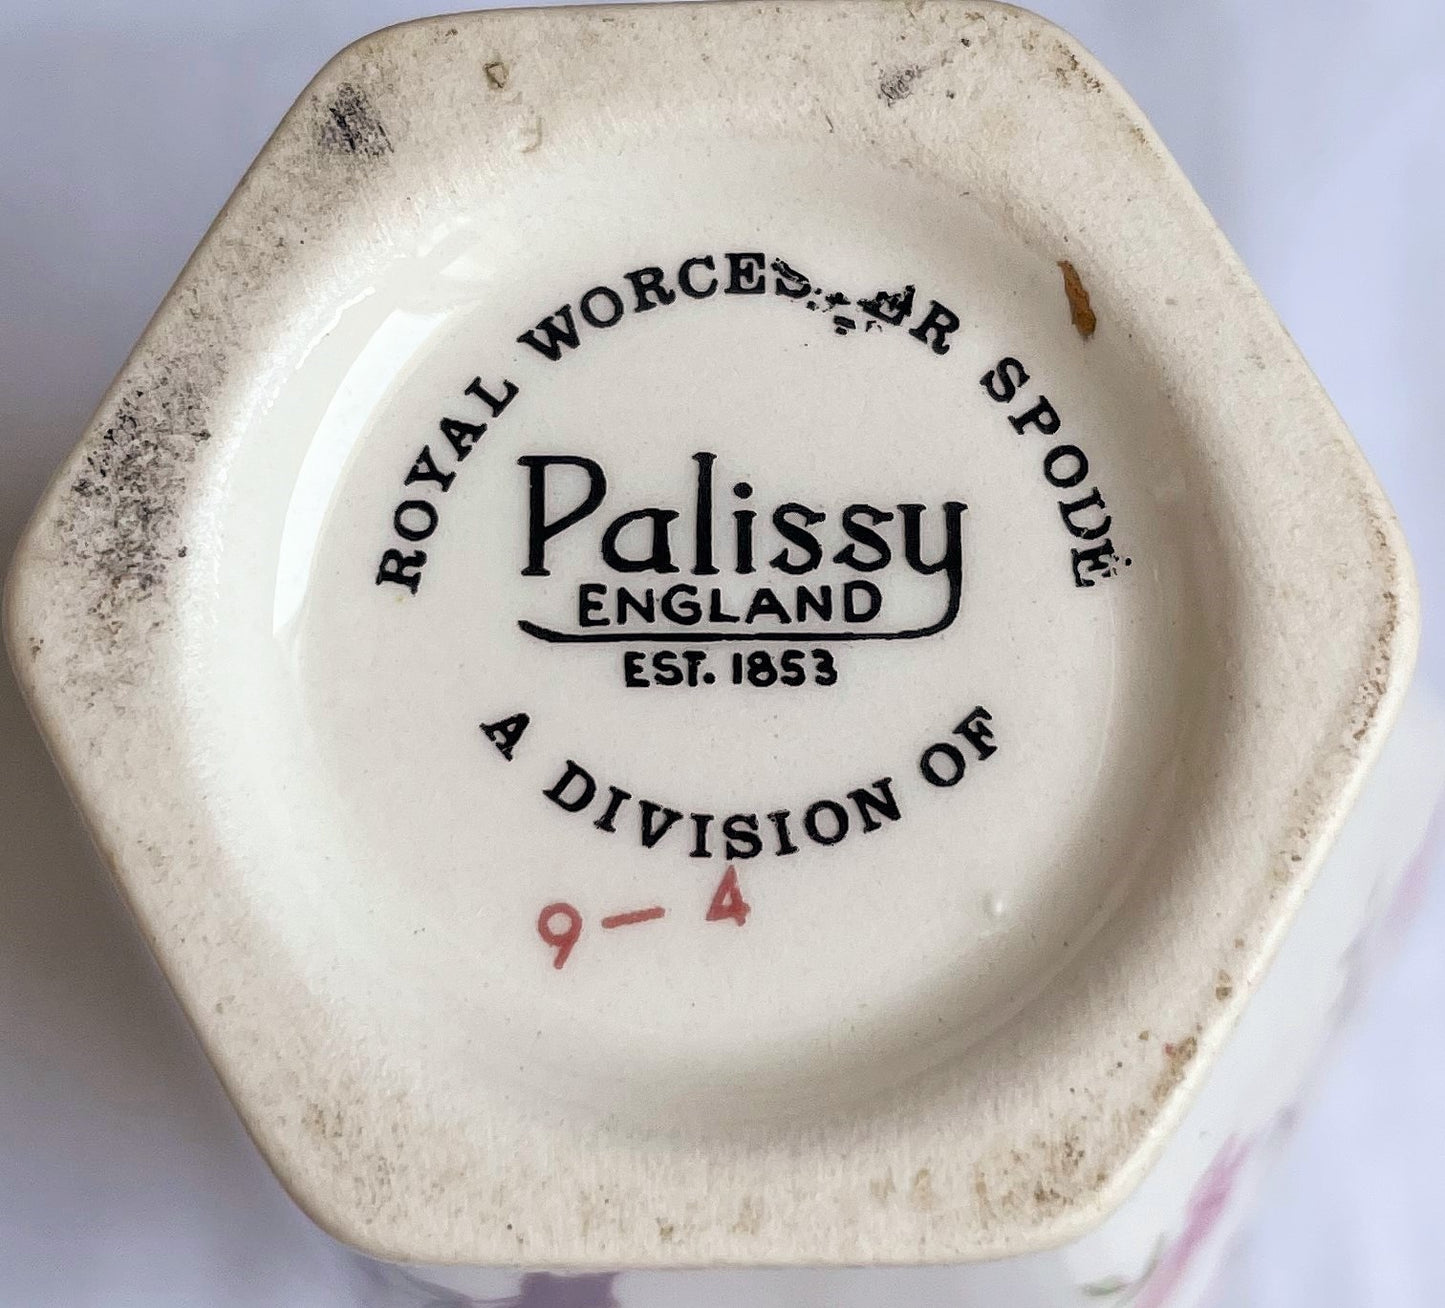 ROYAL WORCESTER SPODE
Palissy
ENGLAND
EST. 1853
A DIVISION OF
9 — 4